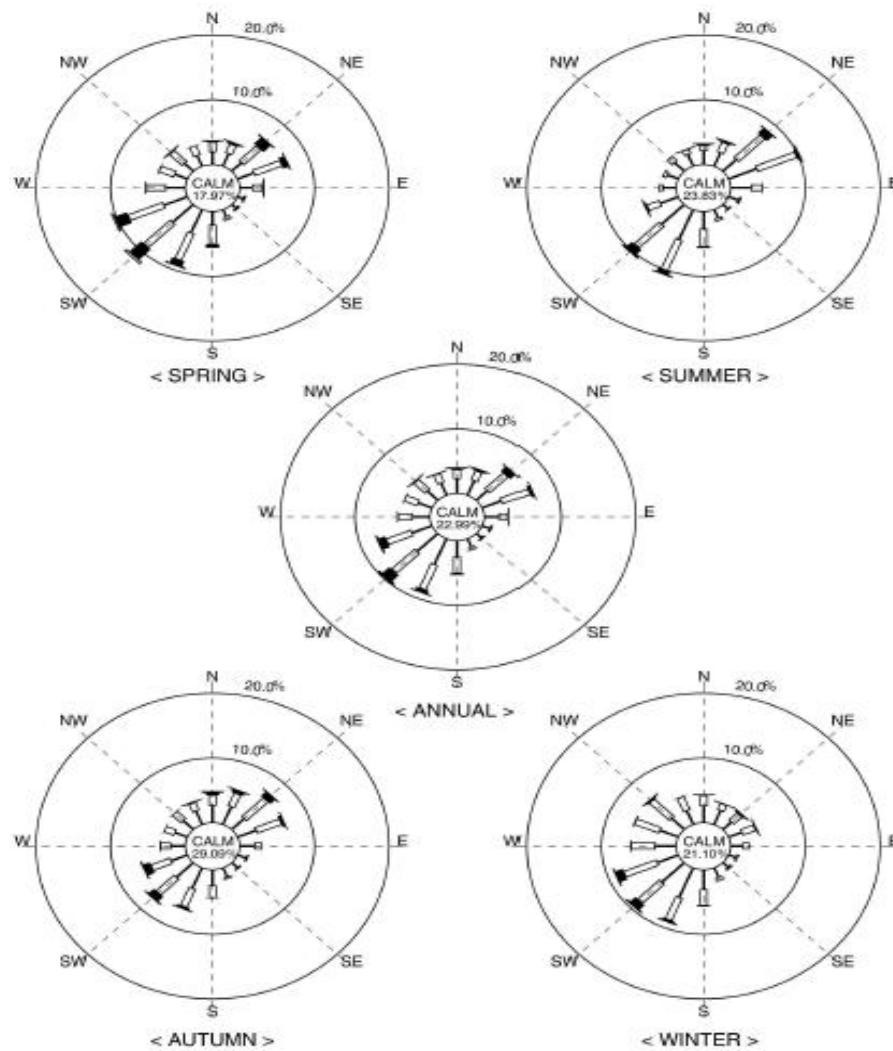 N
20.0%
NW
NE
10.0%
W
CALM
17.97%
E
SW
SE
S
< SPRING >
N
20.0%
NW
NE
10.0%
W
CALM
23.83%
E
SW
SE
S
< SUMMER >
N
20.0%
NW
NE
10.0%
W
CALM
22.99%
E
SW
SE
S
< ANNUAL >
N
20.0%
NW
NE
10.0%
W
CALM
29.09%
E
SW
SE
S
< AUTUMN >
N
20.0%
NW
NE
10.0%
W
CALM
21.10%
E
SW
SE
S
< WINTER >